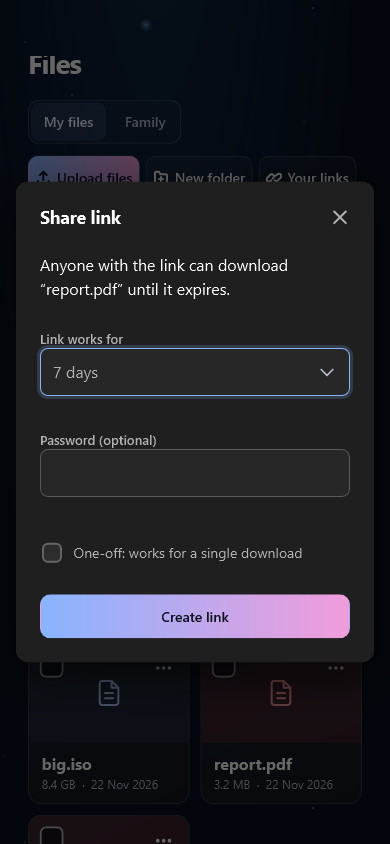 Files
My files
Family
Upload files
New folder
Your links
Share link
Anyone with the link can download
“report.pdf” until it expires.
Link works for
7 days
Password (optional)
One-off: works for a single download
Create link
big.iso
8.4 GB · 22 Nov 2026
report.pdf
3.2 MB · 22 Nov 2026